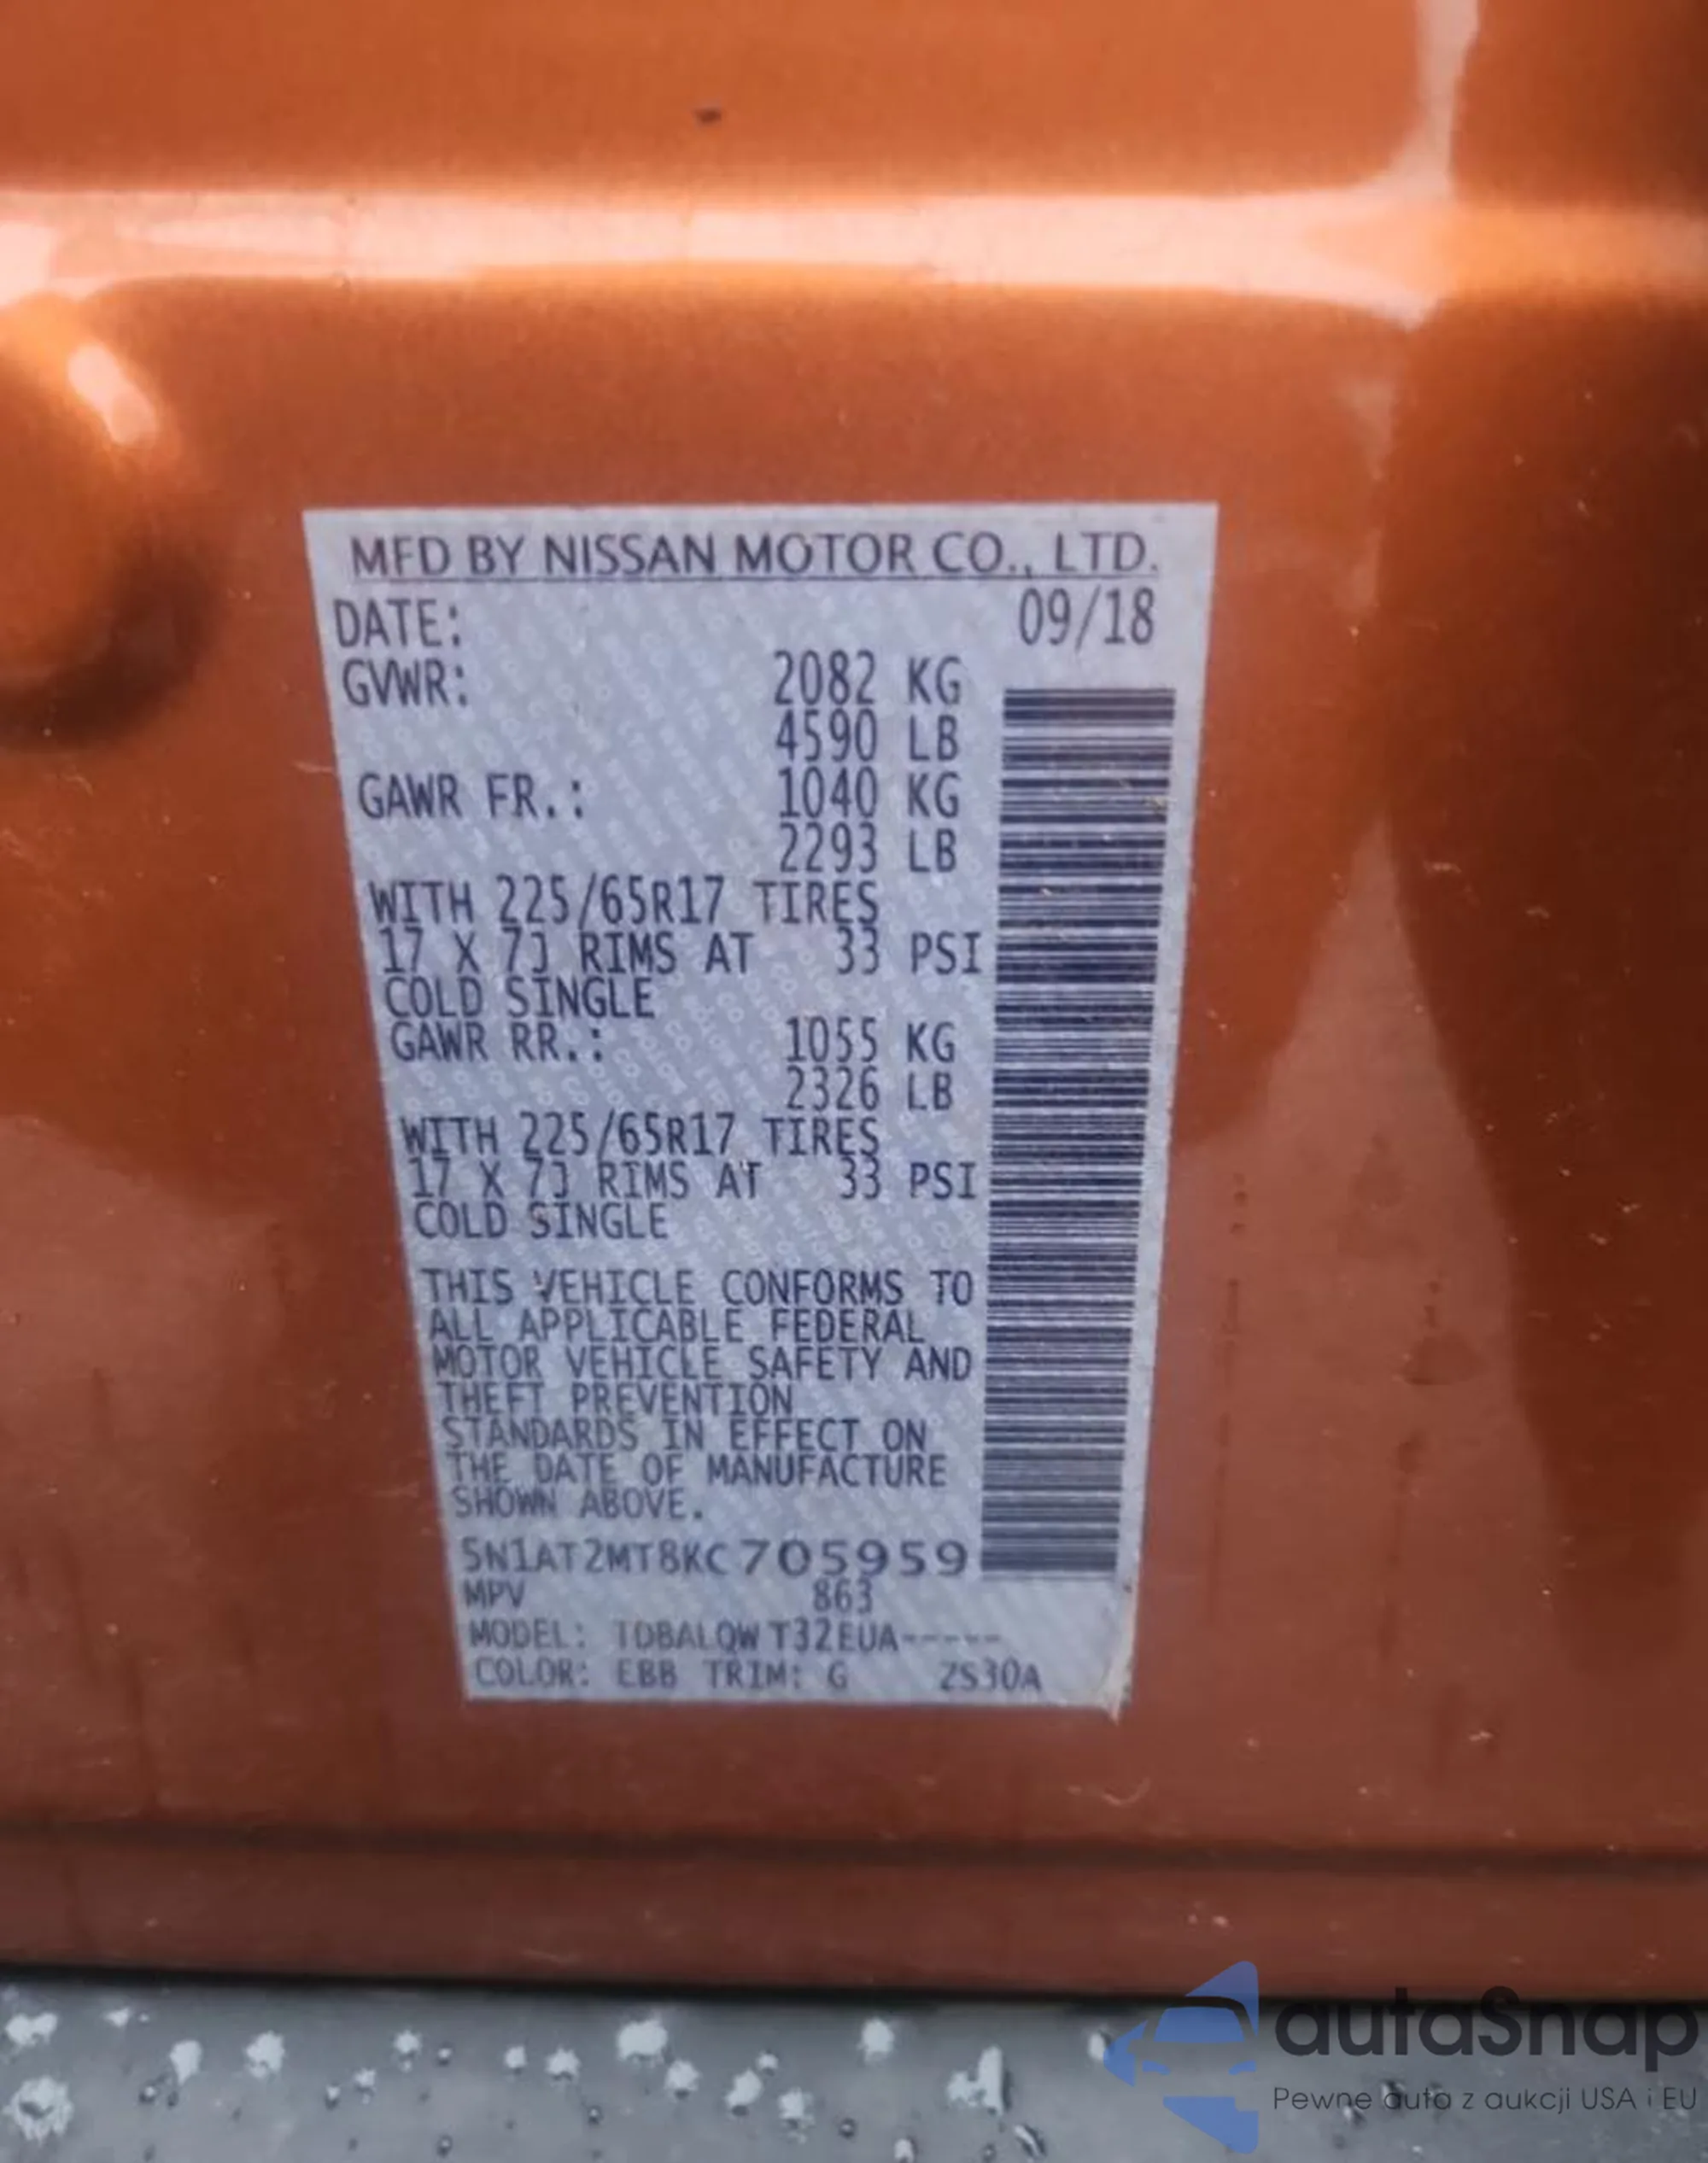 MFD BY NISSAN MOTOR CO., LTD.
DATE: 09/18
GVWR: 2082 KG
4590 LB
GAWR FR.: 1040 KG
2293 LB
WITH 225/65R17 TIRES
17 X 7J RIMS AT 33 PSI
COLD SINGLE
GAWR RR.: 1055 KG
2326 LB
WITH 225/65R17 TIRES
17 X 7J RIMS AT 33 PSI
COLD SINGLE
THIS VEHICLE CONFORMS TO
ALL APPLICABLE FEDERAL
MOTOR VEHICLE SAFETY AND
THEFT PREVENTION
STANDARDS IN EFFECT ON
THE DATE OF MANUFACTURE
SHOWN ABOVE.
5N1AT2MT8KC705959
MPV 863
MODEL: TDBALQW T32EUA-----
COLOR: EBB TRIM: G 2S30A
autaSnap
Pewne auta z aukcji USA i EU